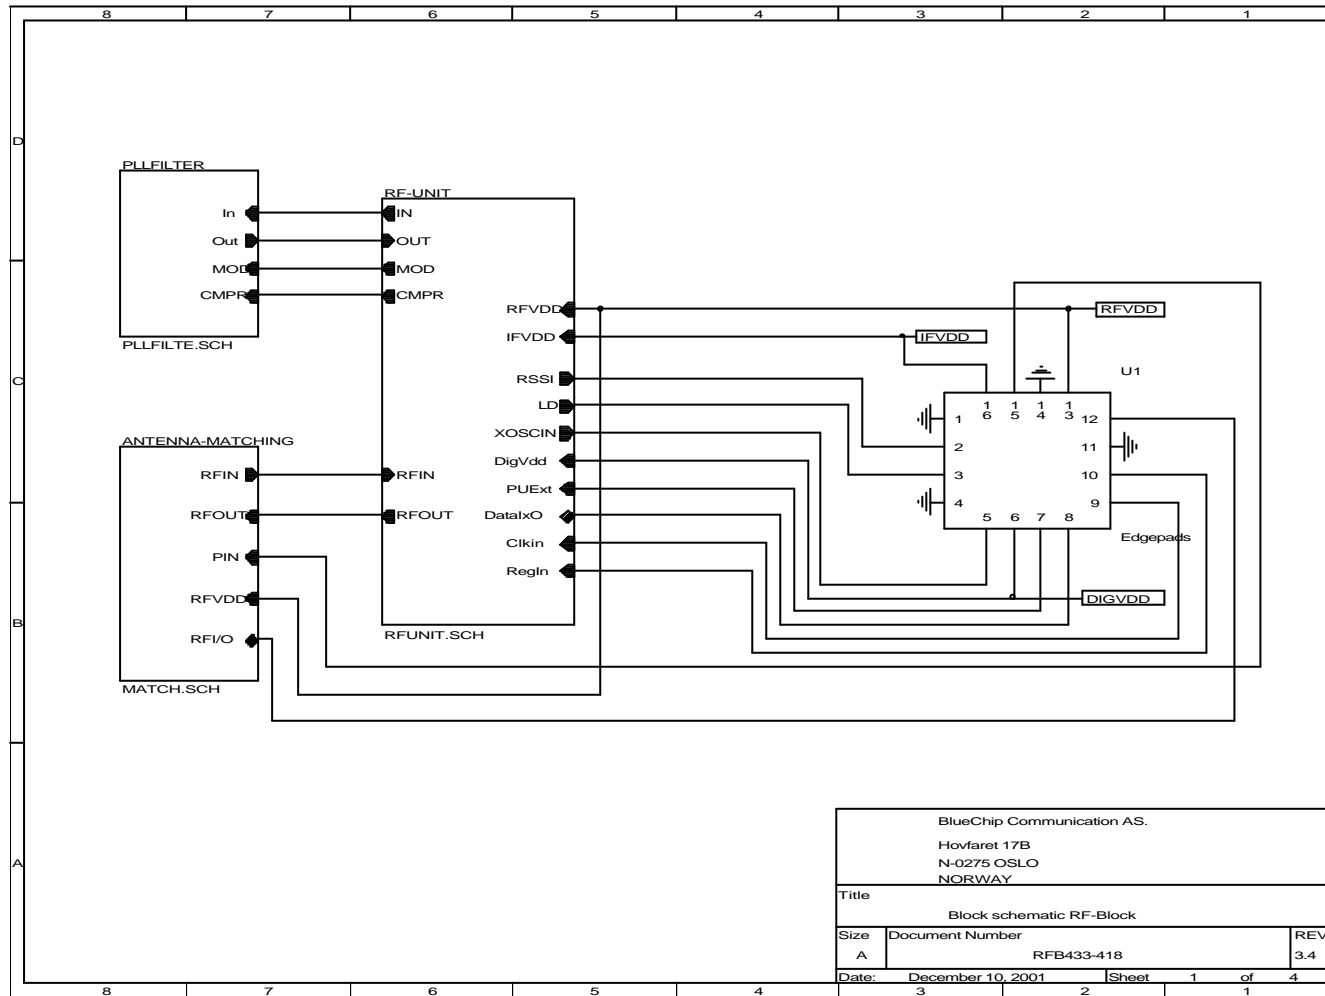 8 7 6 5 4 3 2 1
D
C
B
A
PLLFILTER
In
Out
MOD
CMPR
PLLFILTE.SCH
RF-UNIT
IN
OUT
MOD
CMPR
RFIN
RFOUT
RFVDD
IFVDD
RSSI
LD
XOSCIN
DigVdd
PUExt
DataIxO
Clkin
RegIn
RFUNIT.SCH
ANTENNA-MATCHING
RFIN
RFOUT
PIN
RFVDD
RFI/O
MATCH.SCH
RFVDD
IFVDD
DIGVDD
U1
16 15 14 13
1
2
3
4
12
11
10
9
5 6 7 8
Edgepads
BlueChip Communication AS.
Hovfaret 17B
N-0275 OSLO
NORWAY
Title
Block schematic RF-Block
Size Document Number REV
A RFB433-418 3.4
Date: December 10, 2001 Sheet 1 of 4
8 7 6 5 4 3 2 1